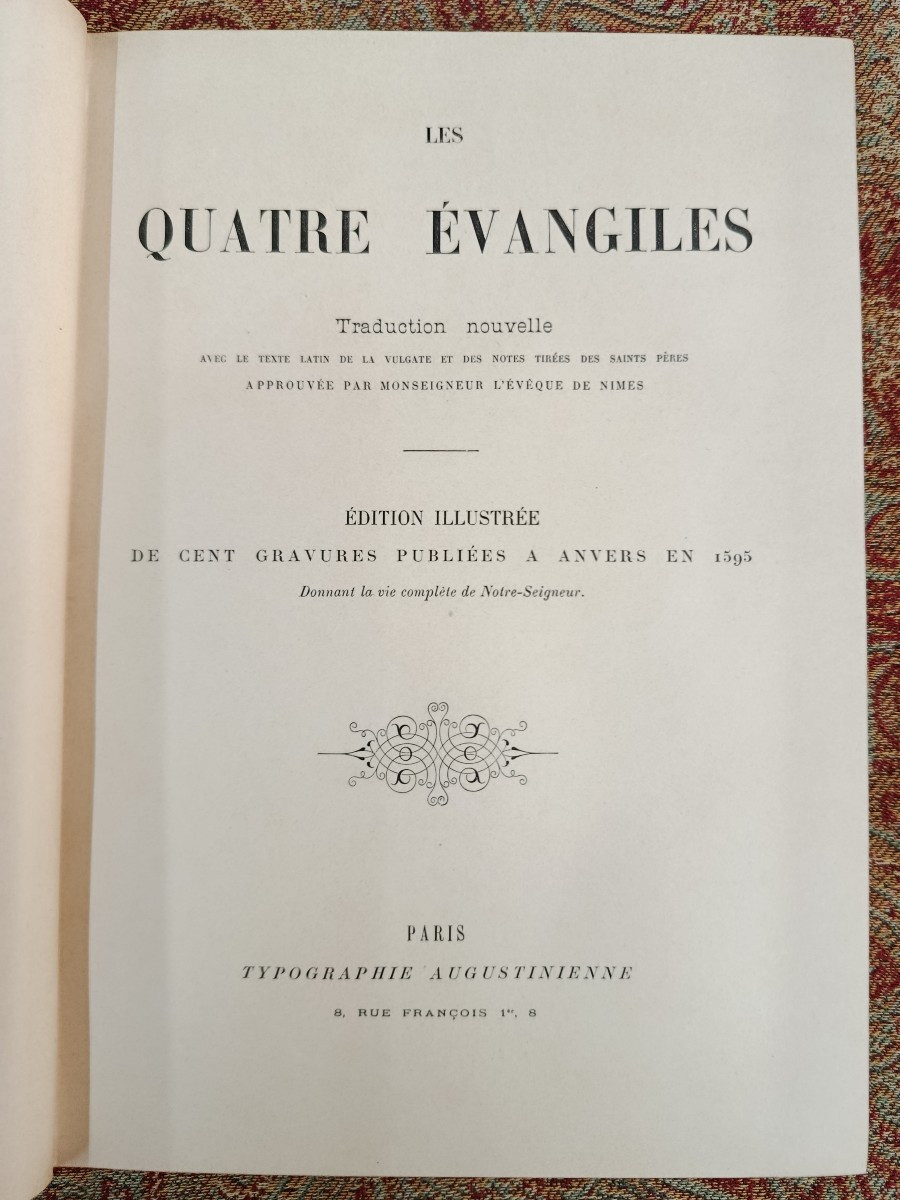 LES
QUATRE ÉVANGILES
Traduction nouvelle
AVEC LE TEXTE LATIN DE LA VULGATE ET DES NOTES TIRÉES DES SAINTS PÈRES
APPROUVÉE PAR MONSEIGNEUR L'ÉVÊQUE DE NIMES
ÉDITION ILLUSTRÉE
DE CENT GRAVURES PUBLIÉES A ANVERS EN 1595
Donnant la vie complète de Notre-Seigneur.
PARIS
TYPOGRAPHIE AUGUSTINIENNE
8, RUE FRANÇOIS 1er, 8